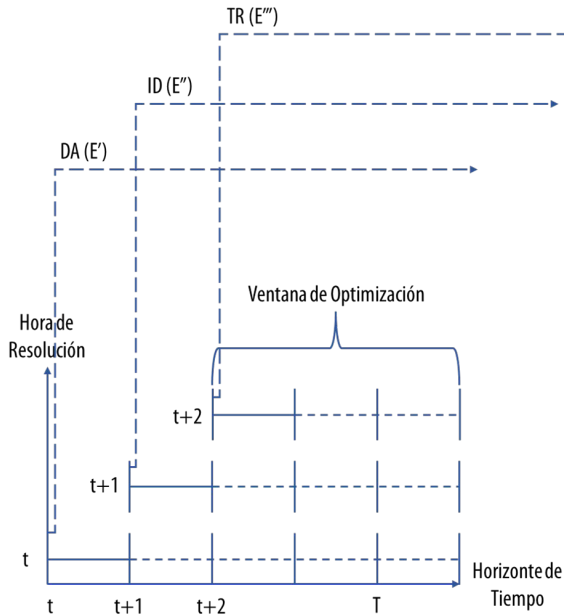 TR (E''')
ID (E'')
DA (E')
Ventana de Optimización
Hora de
Resolución
t+2
t+1
t
t
t+1
t+2
T
Horizonte de
Tiempo